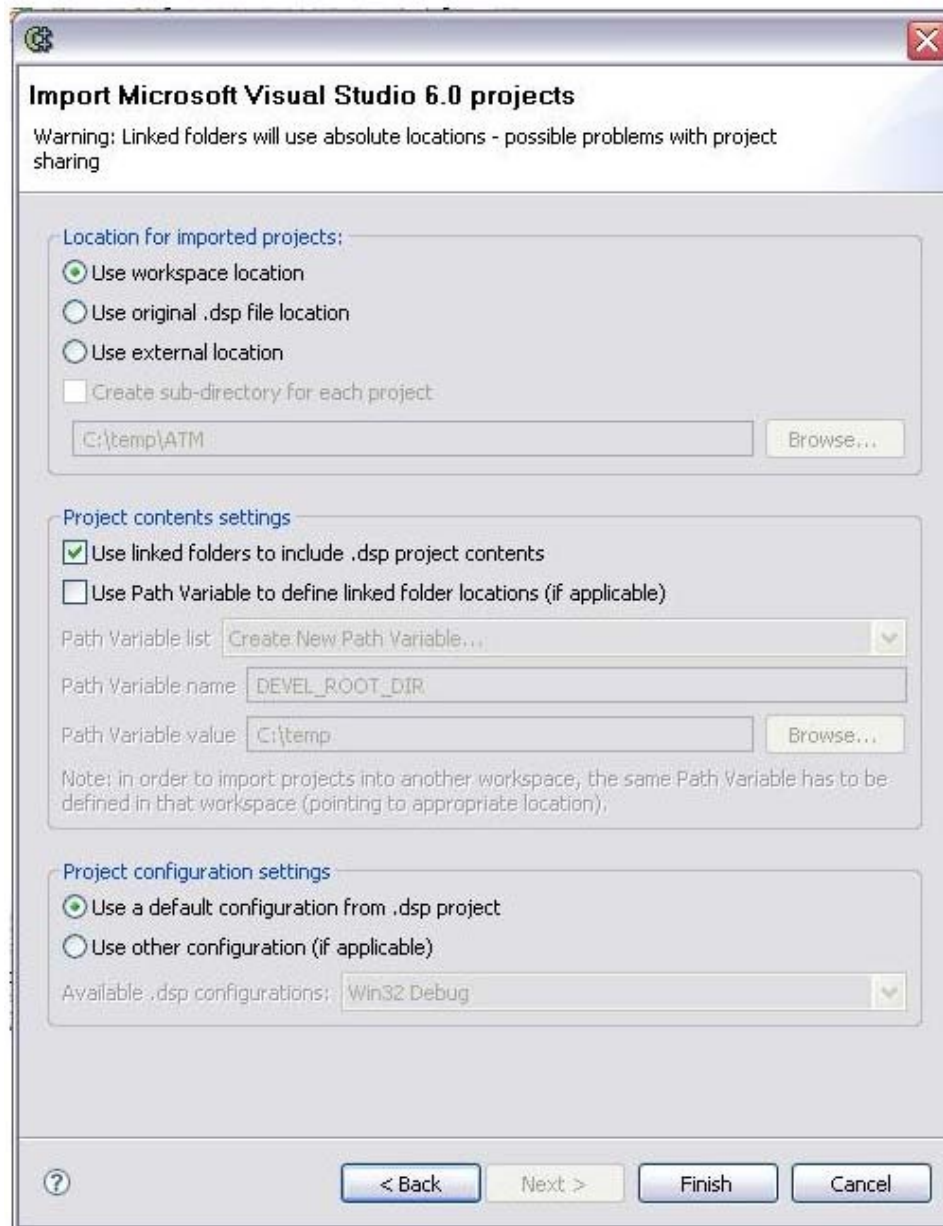 Import Microsoft Visual Studio 6.0 projects
Warning: Linked folders will use absolute locations - possible problems with project
sharing
Location for imported projects:
Use workspace location
Use original .dsp file location
Use external location
Create sub-directory for each project
C:\temp\ATM
Browse...
Project contents settings
Use linked folders to include .dsp project contents
Use Path Variable to define linked folder locations (if applicable)
Path Variable list Create New Path Variable...
Path Variable name DEVEL_ROOT_DIR
Path Variable value C:\temp Browse...
Note: in order to import projects into another workspace, the same Path Variable has to be
defined in that workspace (pointing to appropriate location).
Project configuration settings
Use a default configuration from .dsp project
Use other configuration (if applicable)
Available .dsp configurations: Win32 Debug
? < Back Next > Finish Cancel